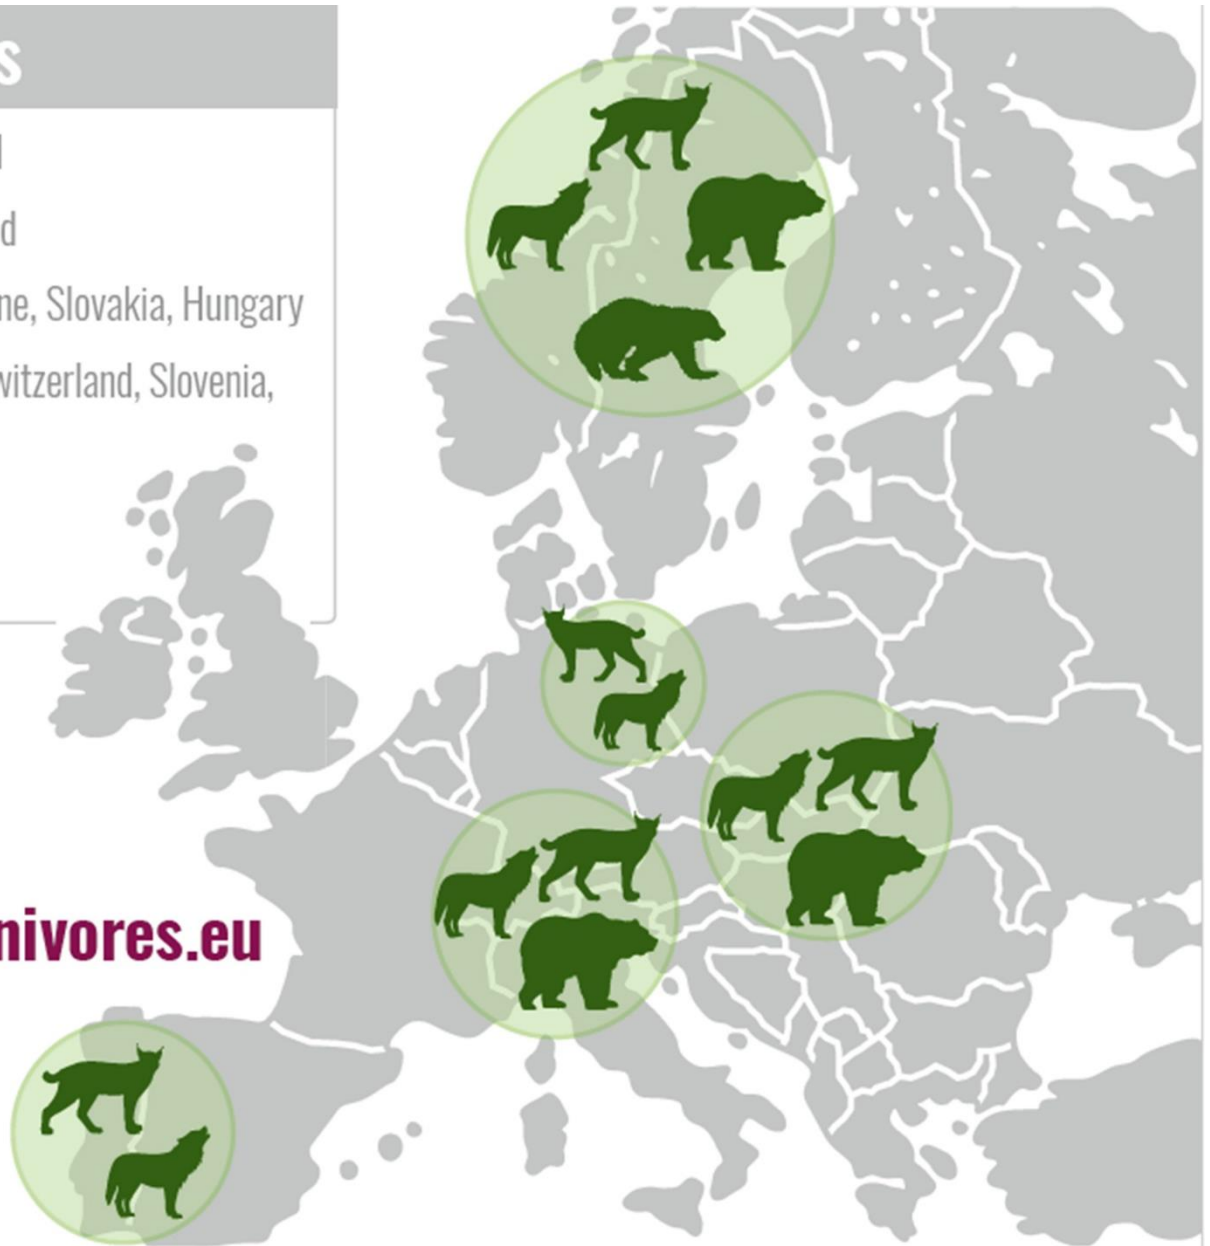 s
d
ne, Slovakia, Hungary
witzerland, Slovenia,
nivores.eu